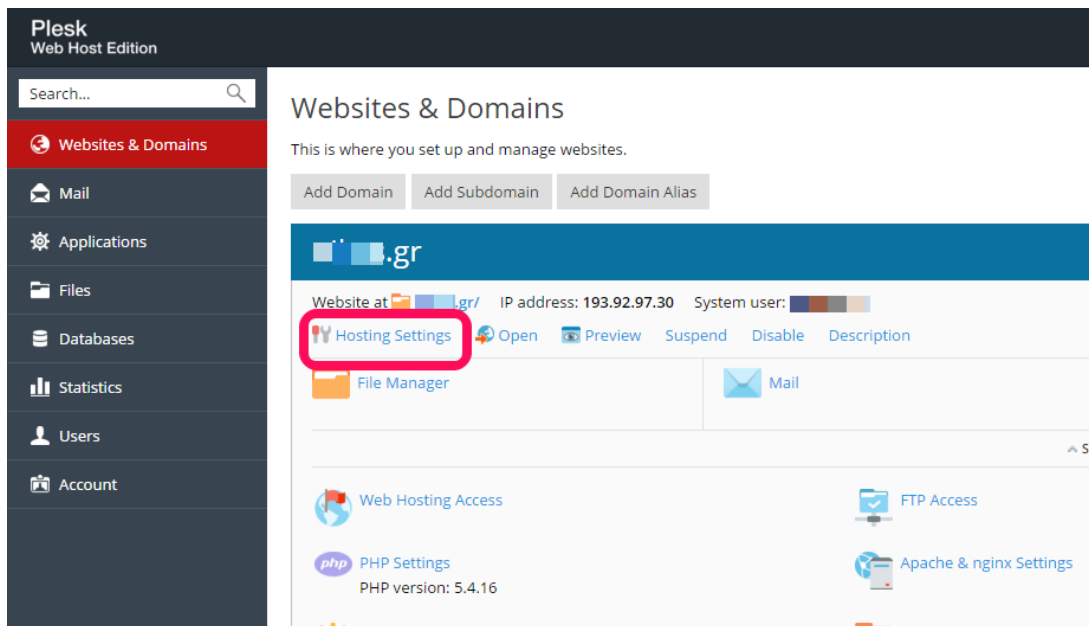 Plesk
Web Host Edition
Search...
Websites & Domains
Mail
Applications
Files
Databases
Statistics
Users
Account
Websites & Domains
This is where you set up and manage websites.
Add Domain Add Subdomain Add Domain Alias
.gr
Website at .gr/ IP address: 193.92.97.30 System user:
Hosting Settings Open Preview Suspend Disable Description
File Manager Mail
S
Web Hosting Access FTP Access
php PHP Settings Apache & nginx Settings
PHP version: 5.4.16